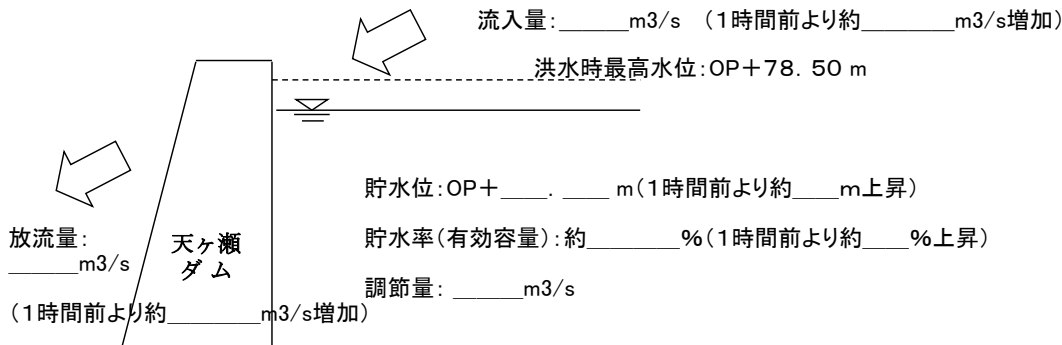 流入量:______m3/s （1時間前より約________m3/s増加）
洪水時最高水位:OP+78．50 m
貯水位:OP+____．____ m(1時間前より約____m上昇）
貯水率(有効容量):約________%(1時間前より約____%上昇）
調節量: ______m3/s
放流量:
______m3/s
（1時間前より約________m3/s増加）
天ヶ瀬
ダム